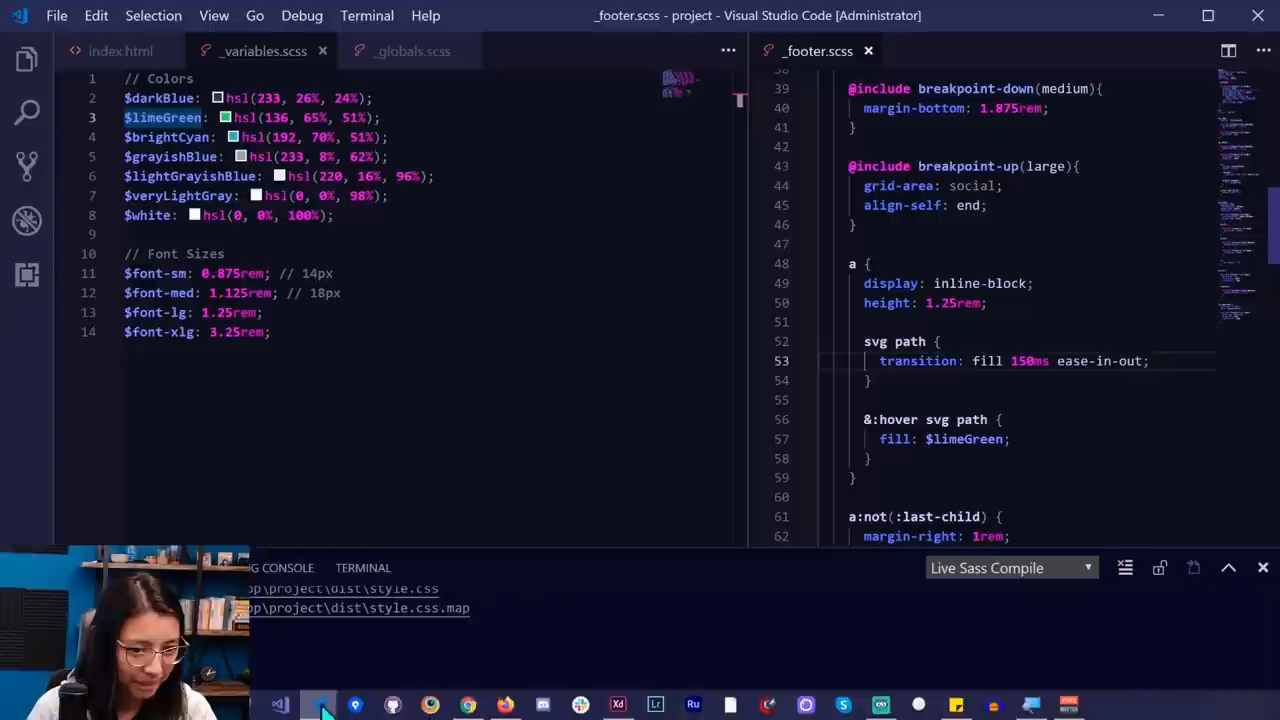 File Edit Selection View Go Debug Terminal Help _footer.scss - project - Visual Studio Code [Administrator]
index.html _variables.scss _globals.scss
1 // Colors
2 $darkBlue: hsl(233, 26%, 24%);
3 $limeGreen: hsl(136, 65%, 51%);
4 $brightCyan: hsl(192, 70%, 51%);
5 $grayishBlue: hsl(233, 8%, 62%);
6 $lightGrayishBlue: hsl(220, 16%, 96%);
7 $veryLightGray: hsl(0, 0%, 98%);
8 $white: hsl(0, 0%, 100%);
9
10 // Font Sizes
11 $font-sm: 0.875rem; // 14px
12 $font-med: 1.125rem; // 18px
13 $font-lg: 1.25rem;
14 $font-xlg: 3.25rem;
_footer.scss
39 @include breakpoint-down(medium){
40 margin-bottom: 1.875rem;
41 }
42
43 @include breakpoint-up(large){
44 grid-area: social;
45 align-self: end;
46 }
47
48 a {
49 display: inline-block;
50 height: 1.25rem;
51
52 svg path {
53 transition: fill 150ms ease-in-out;
54 }
55
56 &:hover svg path {
57 fill: $limeGreen;
58 }
59 }
60
61 a:not(:last-child) {
62 margin-right: 1rem;
CONSOLE TERMINAL Live Sass Compile
op\project\dist\style.css
op\project\dist\style.css.map
Xd Lr Ru